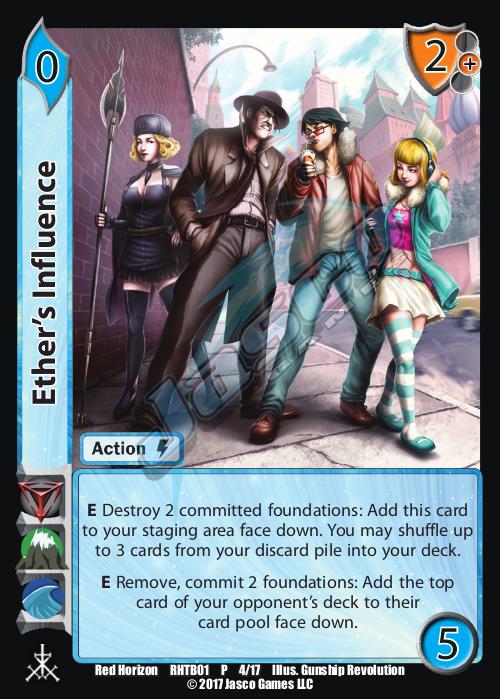 0
2
+
Ether's Influence
Jasco
Action
E Destroy 2 committed foundations: Add this card
to your staging area face down. You may shuffle up
to 3 cards from your discard pile into your deck.
E Remove, commit 2 foundations: Add the top
card of your opponent's deck to their
card pool face down.
5
Red Horizon RHTB01 P 4/17 Illus. Gunship Revolution
© 2017 Jasco Games LLC